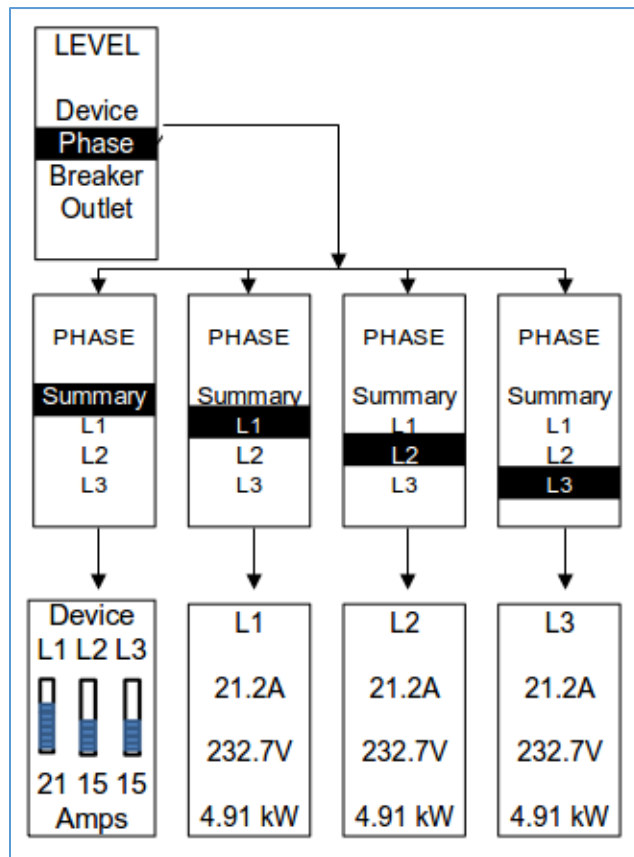 LEVEL
Device
Phase
Breaker
Outlet
PHASE
Summary
L1
L2
L3
PHASE
Summary
L1
L2
L3
PHASE
Summary
L1
L2
L3
PHASE
Summary
L1
L2
L3
Device
L1 L2 L3
21 15 15
Amps
L1
21.2A
232.7V
4.91 kW
L2
21.2A
232.7V
4.91 kW
L3
21.2A
232.7V
4.91 kW